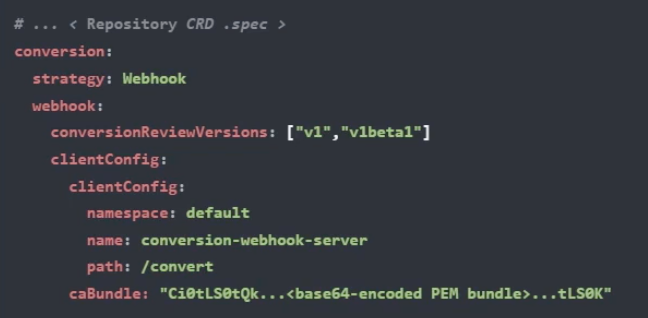 # ... < Repository CRD .spec >
conversion:
  strategy: Webhook
  webhook:
    conversionReviewVersions: ["v1","v1beta1"]
    clientConfig:
      clientConfig:
        namespace: default
        name: conversion-webhook-server
        path: /convert
      caBundle: "Ci0tLS0tQk...<base64-encoded PEM bundle>...tLS0K"